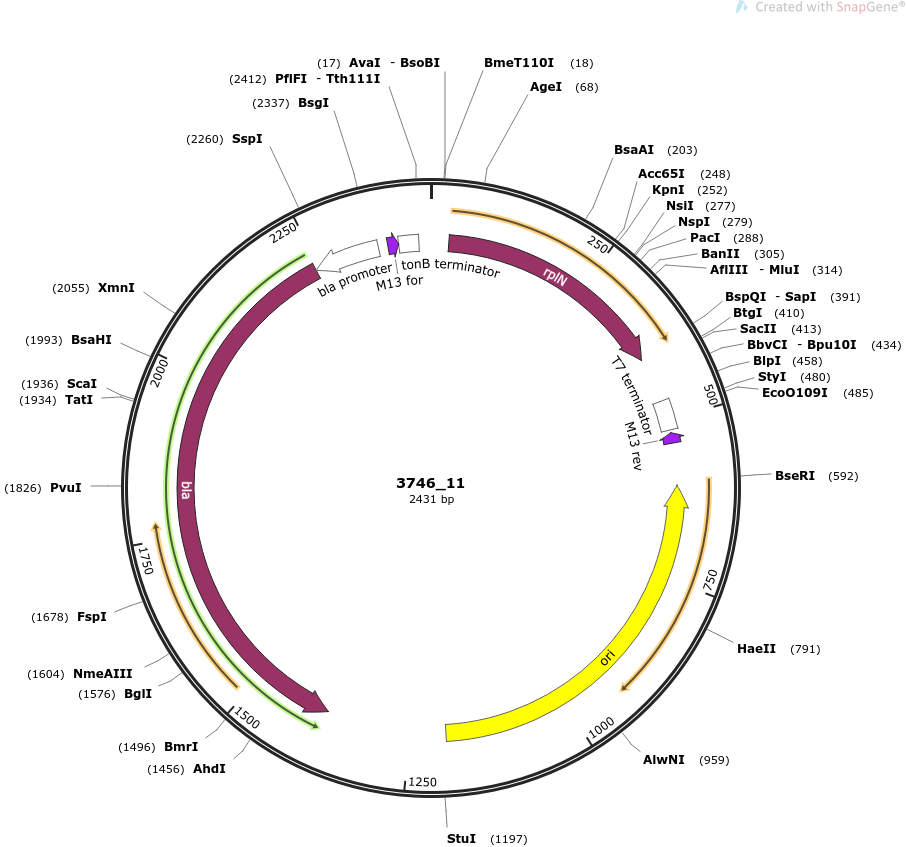 Created with SnapGene®
(17) AvaI - BsoBI
BmeT110I (18)
(2412) PflFI - Tth111I
AgeI (68)
(2337) BsgI
(2260) SspI
BsaAI (203)
Acc65I (248)
KpnI (252)
NsiI (277)
NspI (279)
PacI (288)
BanII (305)
AflIII - MluI (314)
BspQI - SapI (391)
BtgI (410)
SacII (413)
BbvCI - Bpu10I (434)
BlpI (458)
StyI (480)
EcoO109I (485)
BseRI (592)
HaeII (791)
AlwNI (959)
StuI (1197)
(1456) AhdI
(1496) BmrI
(1576) BglI
(1604) NmeAIII
(1678) FspI
(1826) PvuI
(1934) TatI
(1936) ScaI
(1993) BsaHI
(2055) XmnI
250
500
750
1000
1250
1500
1750
2000
2250
bla promoter
M13 for
tonB terminator
rplN
T7 terminator
M13 rev
ori
bla
3746_11
2431 bp